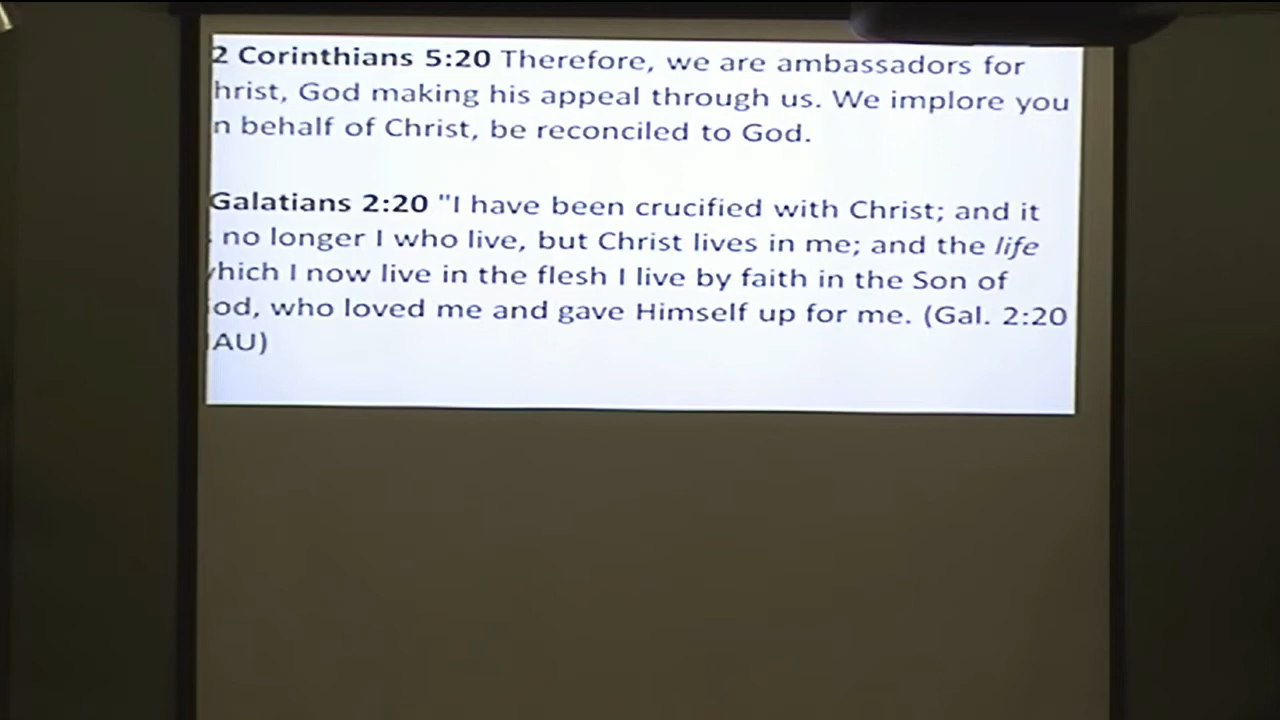 2 Corinthians 5:20 Therefore, we are ambassadors for
hrist, God making his appeal through us. We implore you
n behalf of Christ, be reconciled to God.
Galatians 2:20 "I have been crucified with Christ; and it
no longer I who live, but Christ lives in me; and the life
which I now live in the flesh I live by faith in the Son of
od, who loved me and gave Himself up for me. (Gal. 2:20
AU)